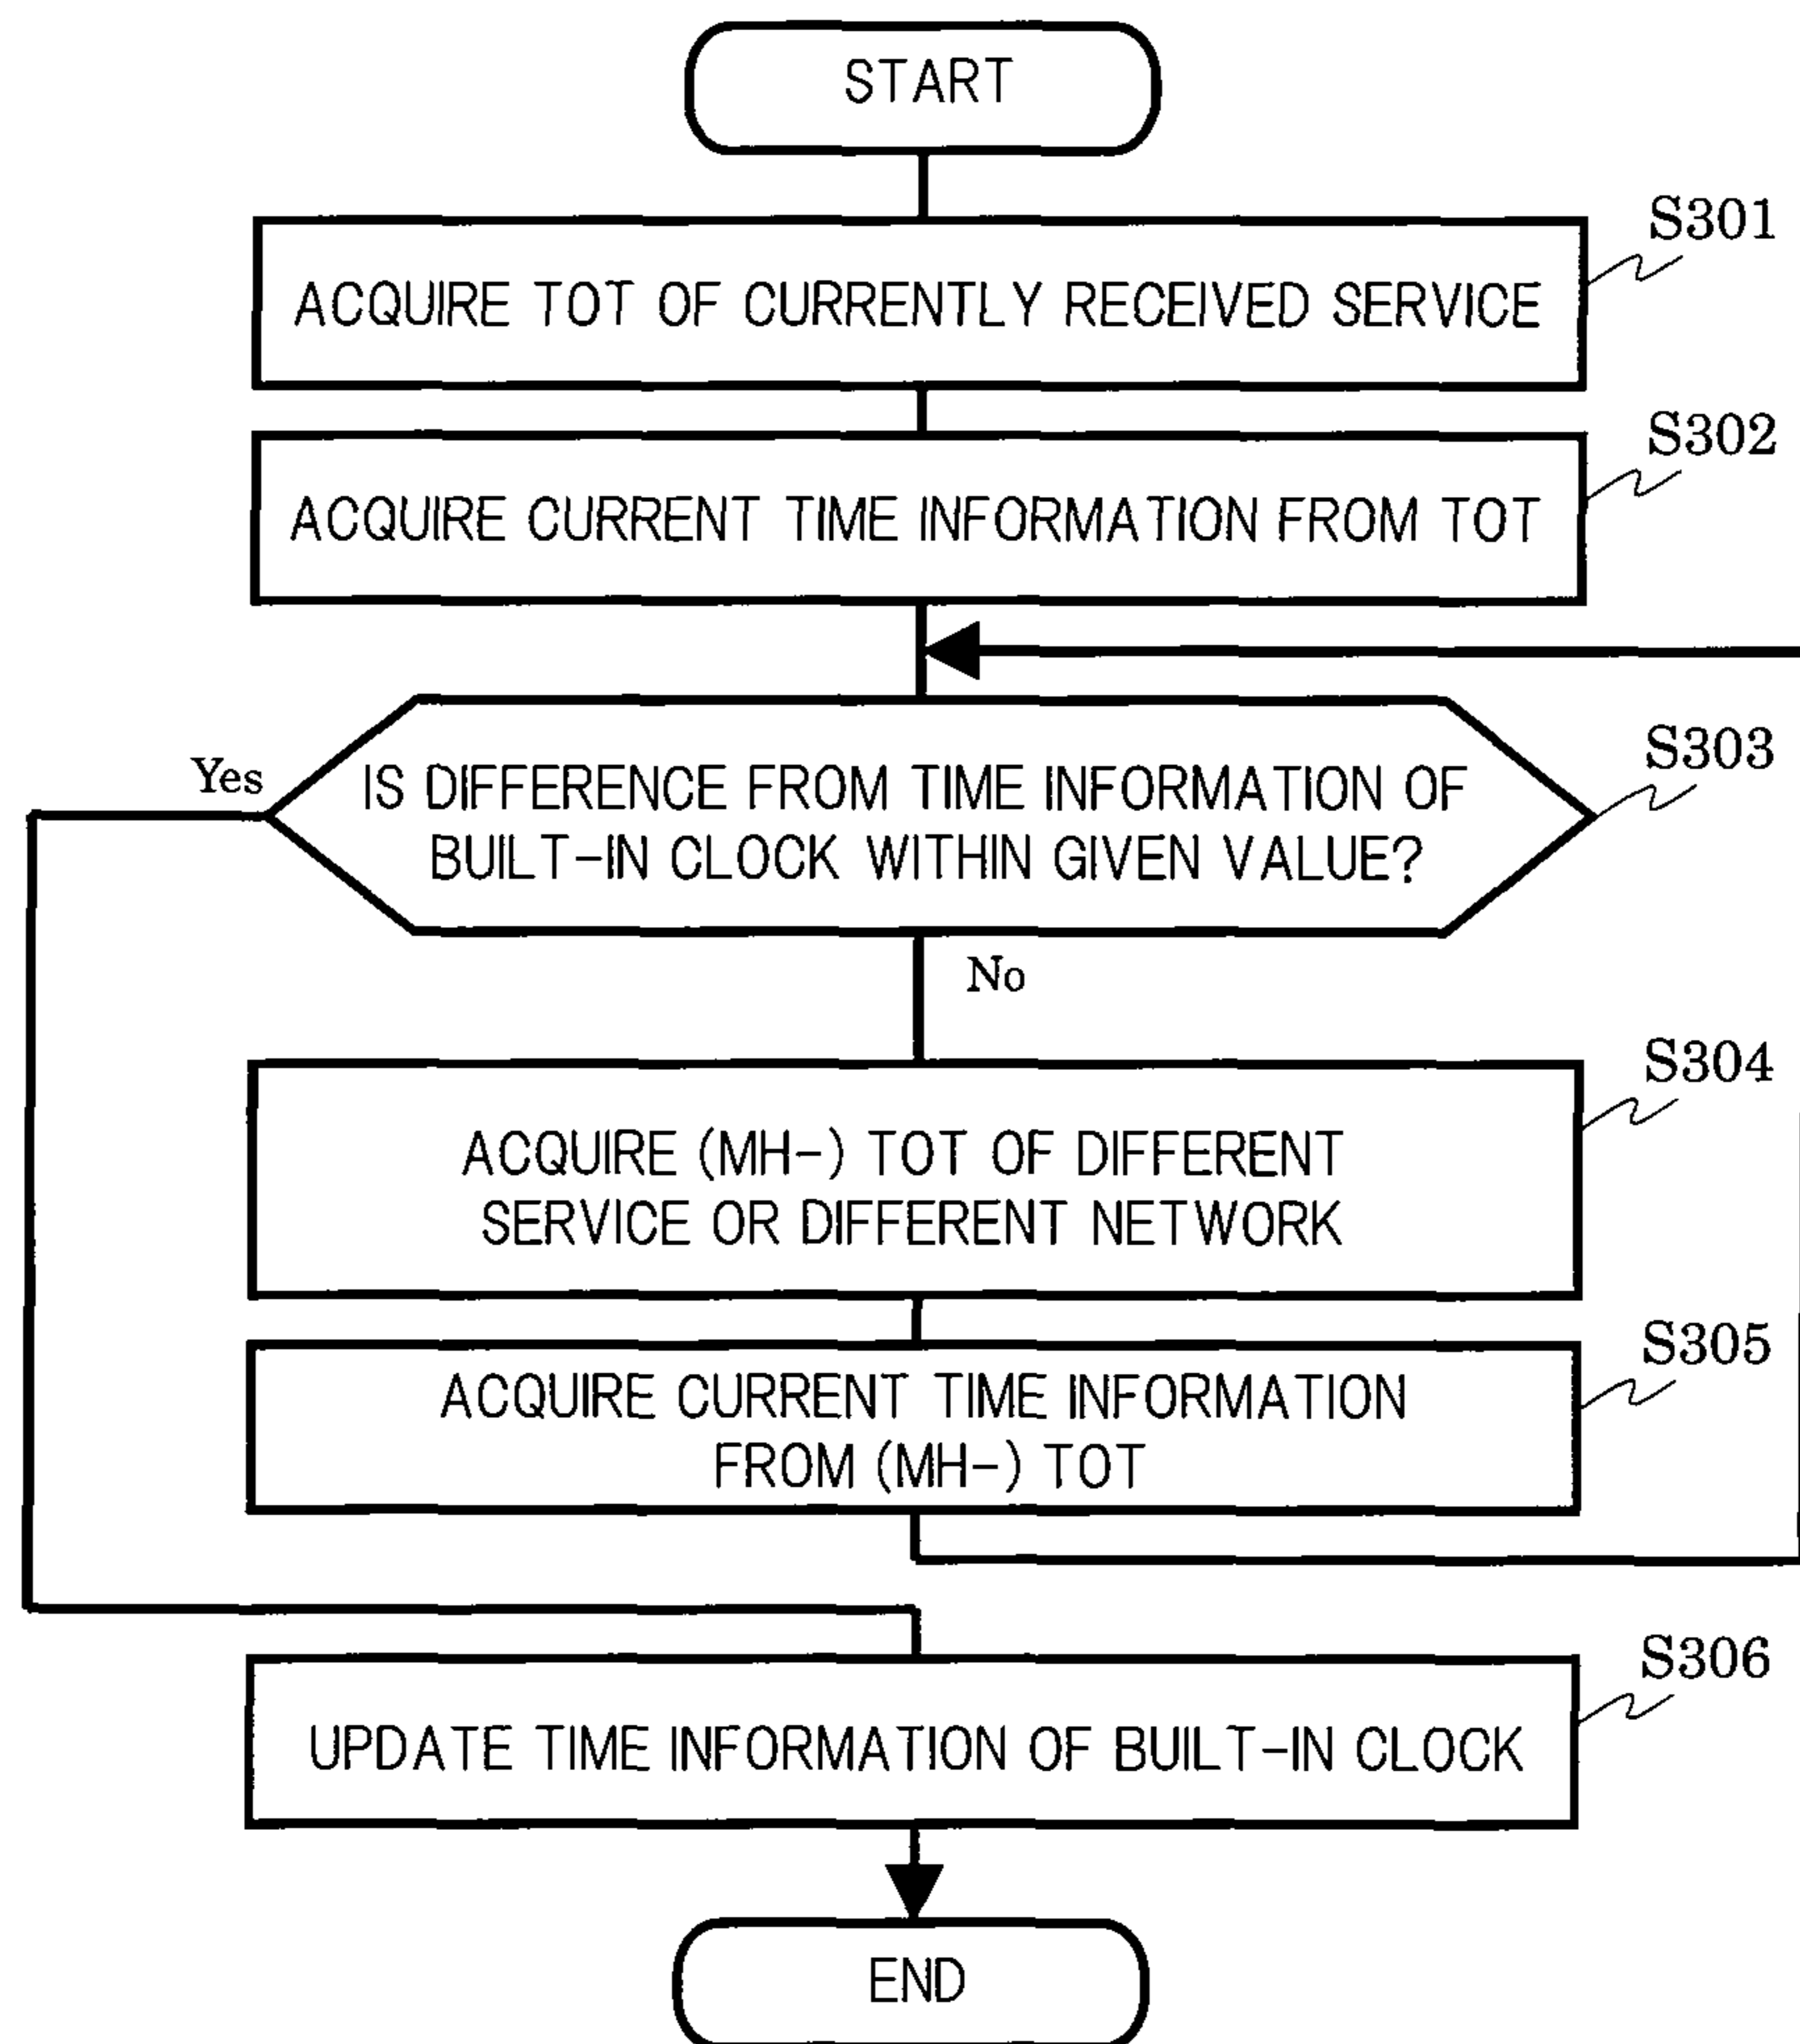 START
S301
ACQUIRE TOT OF CURRENTLY RECEIVED SERVICE
S302
ACQUIRE CURRENT TIME INFORMATION FROM TOT
S303
Yes
IS DIFFERENCE FROM TIME INFORMATION OF
BUILT-IN CLOCK WITHIN GIVEN VALUE?
No
S304
ACQUIRE (MH-) TOT OF DIFFERENT
SERVICE OR DIFFERENT NETWORK
S305
ACQUIRE CURRENT TIME INFORMATION
FROM (MH-) TOT
S306
UPDATE TIME INFORMATION OF BUILT-IN CLOCK
END